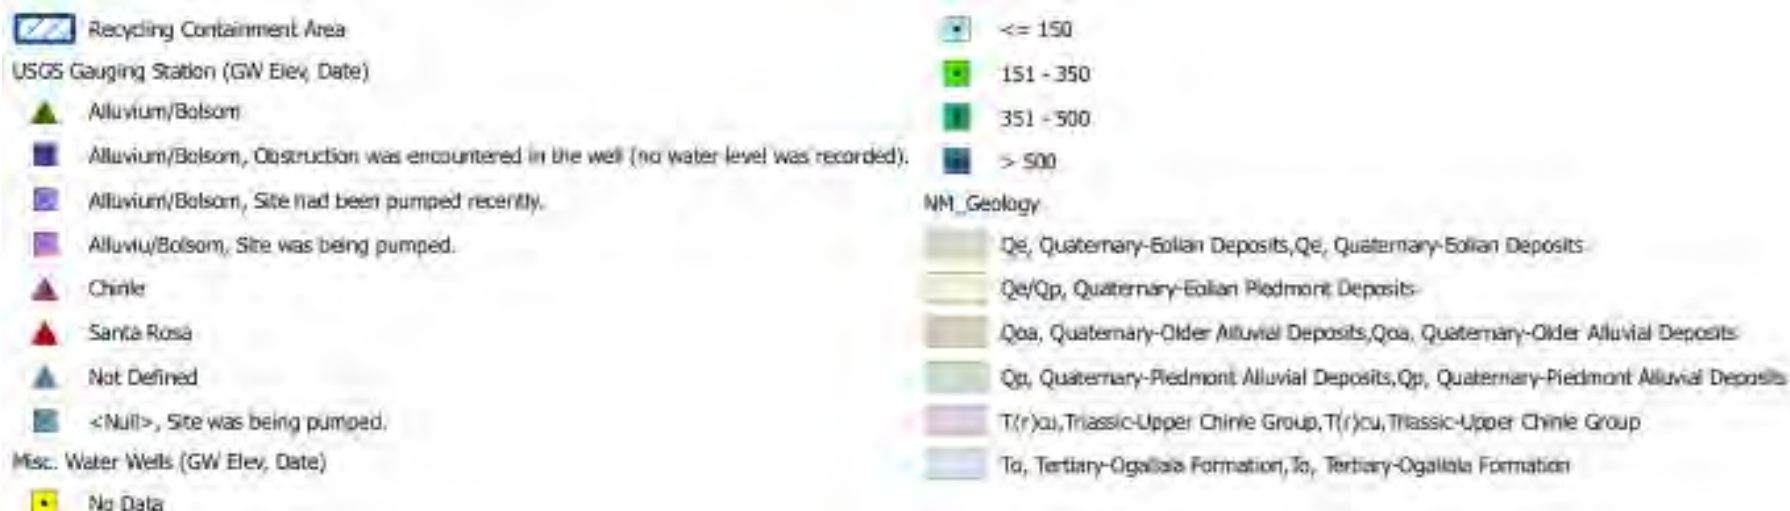 Recycling Containment Area
USGS Gauging Station (GW Elev, Date)
Alluvium/Bolsom
Alluvium/Bolsom, Obstruction was encountered in the well (no water level was recorded).
Alluvium/Bolsom, Site had been pumped recently.
Alluviu/Bolsom, Site was being pumped.
Chinle
Santa Rosa
Not Defined
<Null>, Site was being pumped.
Misc. Water Wells (GW Elev, Date)
No Data
<= 150
151 - 350
351 - 500
> 500
NM_Geology
Qe, Quaternary-Eolian Deposits,Qe, Quaternary-Eolian Deposits
Qe/Qp, Quaternary-Eolian Piedmont Deposits
Qoa, Quaternary-Older Alluvial Deposits,Qoa, Quaternary-Older Alluvial Deposits
Qp, Quaternary-Piedmont Alluvial Deposits,Qp, Quaternary-Piedmont Alluvial Deposits
T(r)cu,Triassic-Upper Chinle Group,T(r)cu,Triassic-Upper Chinle Group
To, Tertiary-Ogallala Formation,To, Tertiary-Ogallala Formation